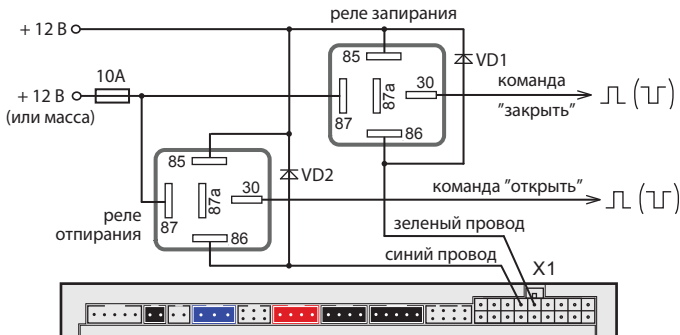 реле запирания
+ 12 В
85
VD1
10А
30
команда
"закрыть"
87а
+ 12 В
(или масса)
87
86
85
VD2
30
команда "открыть"
87а
реле
отпирания
87
86
зеленый провод
синий провод
X1